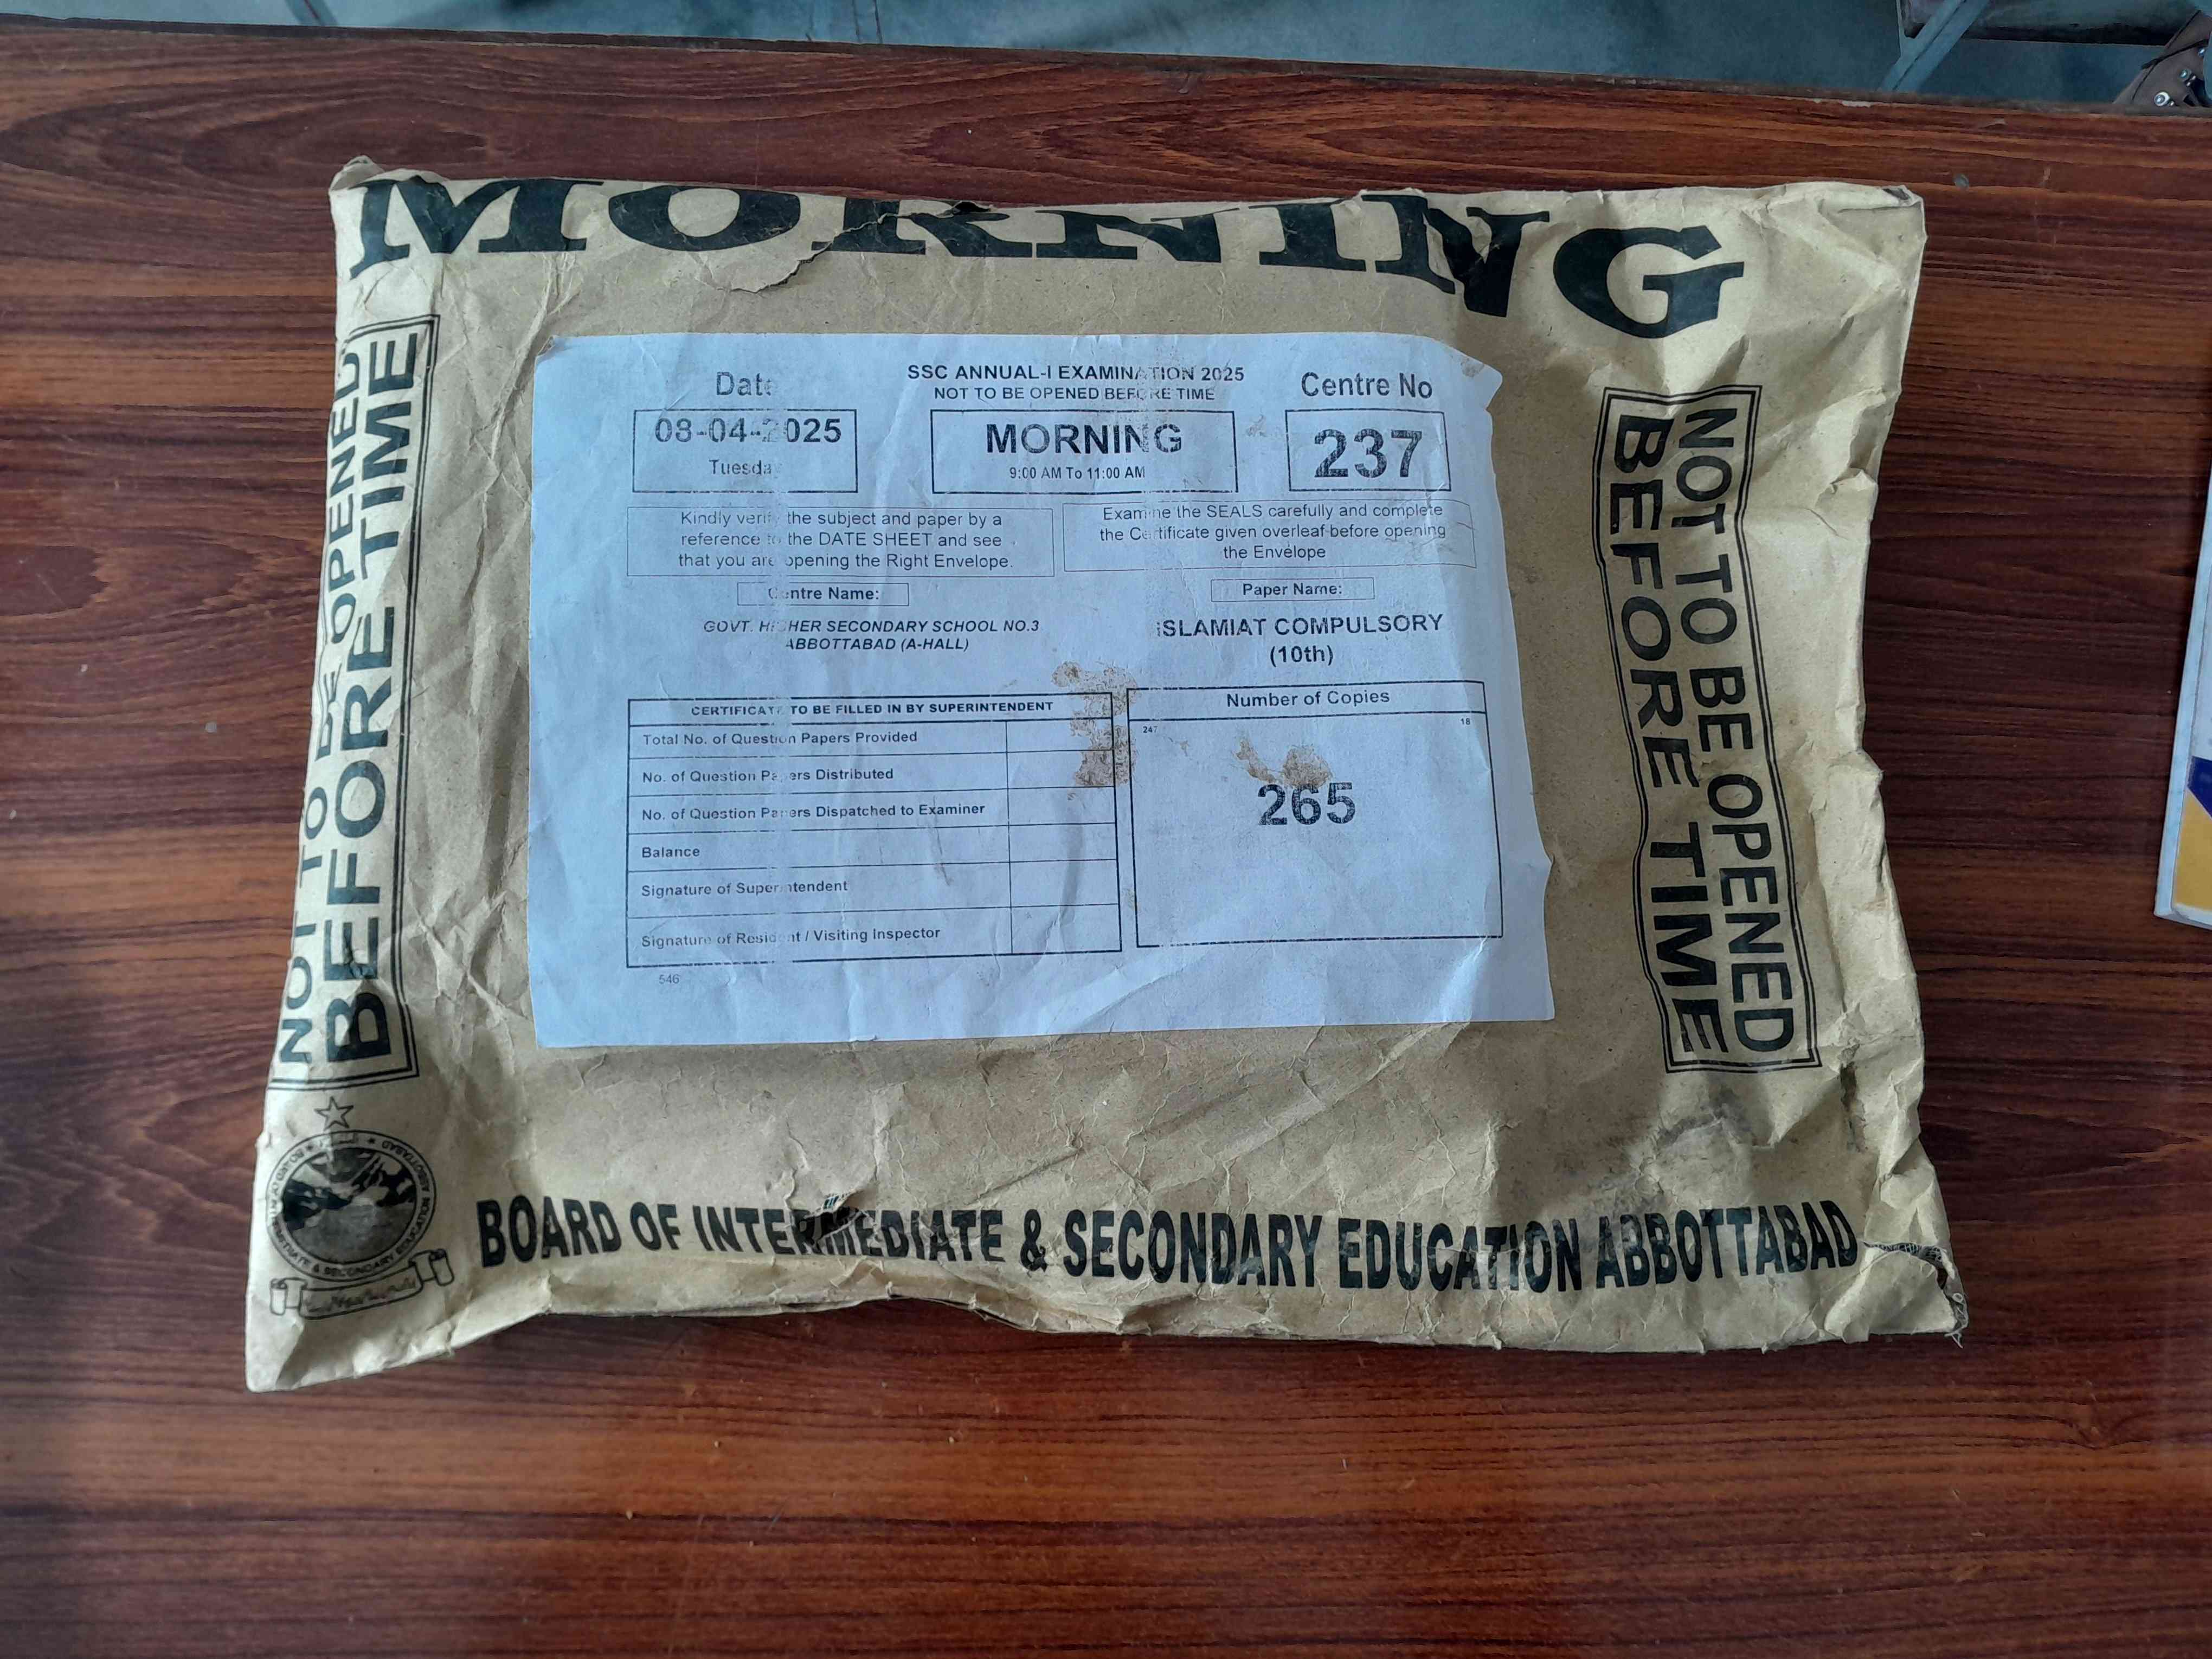 MORNING
NOT TO BE OPENED
BEFORE TIME
SSC ANNUAL-I EXAMINATION 2025
NOT TO BE OPENED BEFORE TIME
Date
08-04-2025
Tuesday
MORNING
9:00 AM To 11:00 AM
Centre No
237
Kindly verify the subject and paper by a
reference to the DATE SHEET and see
that you are opening the Right Envelope.
Examine the SEALS carefully and complete
the Certificate given overleaf before opening
the Envelope
Centre Name:
GOVT. HIGHER SECONDARY SCHOOL NO.3
ABBOTTABAD (A-HALL)
Paper Name:
ISLAMIAT COMPULSORY
(10th)
CERTIFICATE TO BE FILLED IN BY SUPERINTENDENT
Total No. of Question Papers Provided
No. of Question Papers Distributed
No. of Question Papers Dispatched to Examiner
Balance
Signature of Superintendent
Signature of Resident / Visiting Inspector
546
Number of Copies
247 18
265
NOT TO BE OPENED
BEFORE TIME
BOARD OF INTERMEDIATE & SECONDARY EDUCATION ABBOTTABAD
BOARD OF INTERMEDIATE & SECONDARY EDUCATION ABBOTTABAD